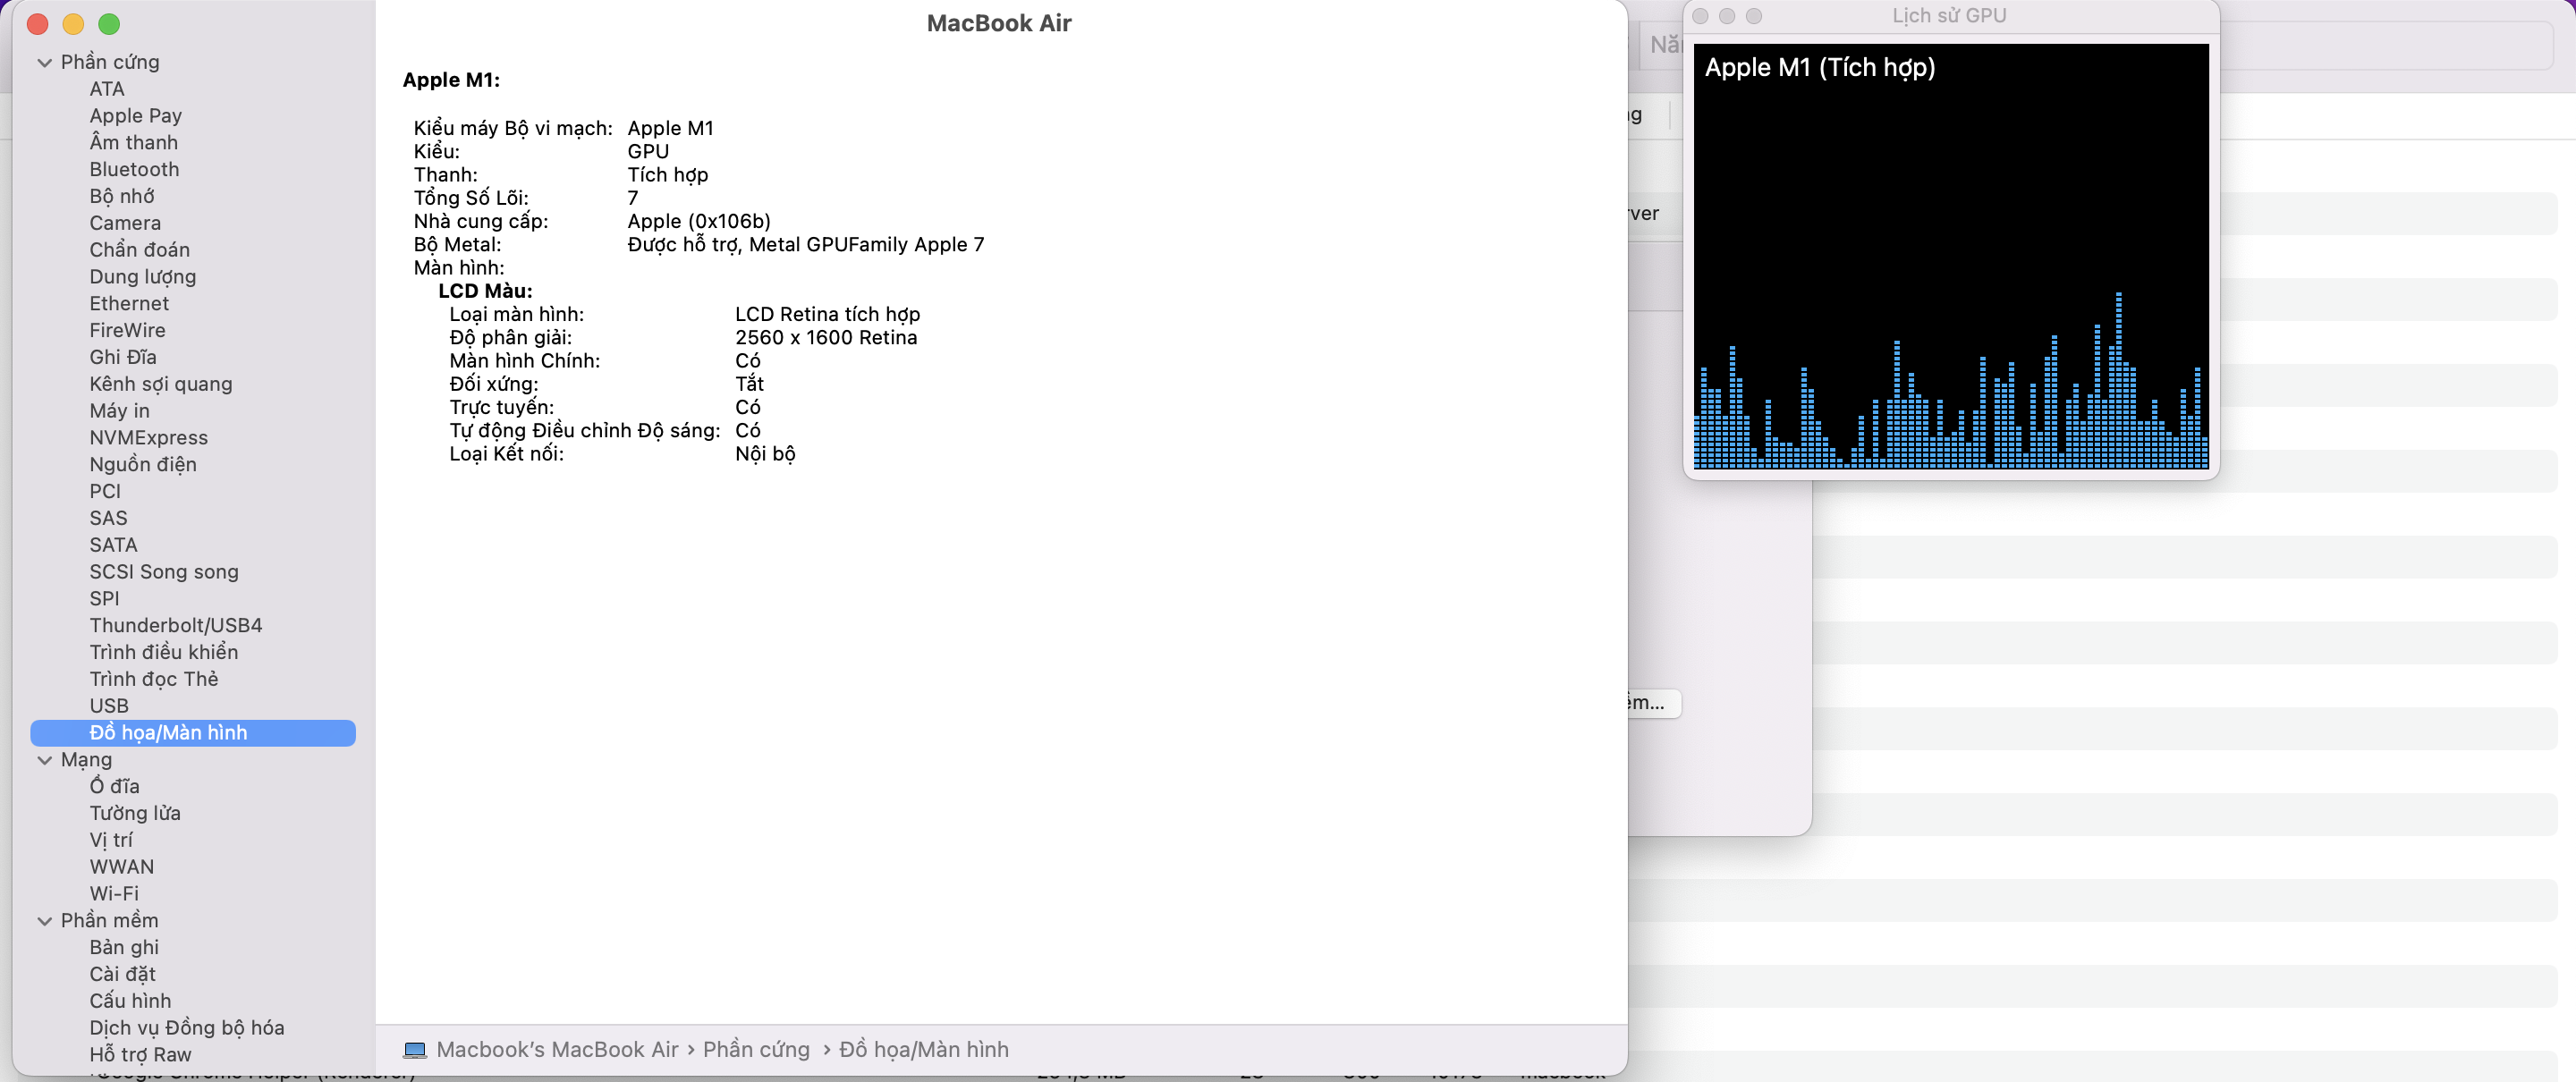 MacBook Air
Phần cứng
ATA
Apple Pay
Âm thanh
Bluetooth
Bộ nhớ
Camera
Chẩn đoán
Dung lượng
Ethernet
FireWire
Ghi Đĩa
Kênh sợi quang
Máy in
NVMExpress
Nguồn điện
PCI
SAS
SATA
SCSI Song song
SPI
Thunderbolt/USB4
Trình điều khiển
Trình đọc Thẻ
USB
Đồ họa/Màn hình
Mạng
Ổ đĩa
Tường lửa
Vị trí
WWAN
Wi-Fi
Phần mềm
Bản ghi
Cài đặt
Cấu hình
Dịch vụ Đồng bộ hóa
Hỗ trợ Raw
Apple M1:
Kiểu máy Bộ vi mạch: Apple M1
Kiểu: GPU
Thanh: Tích hợp
Tổng Số Lõi: 7
Nhà cung cấp: Apple (0x106b)
Bộ Metal: Được hỗ trợ, Metal GPUFamily Apple 7
Màn hình:
LCD Màu:
Loại màn hình: LCD Retina tích hợp
Độ phân giải: 2560 x 1600 Retina
Màn hình Chính: Có
Đối xứng: Tắt
Trực tuyến: Có
Tự động Điều chỉnh Độ sáng: Có
Loại Kết nối: Nội bộ
Macbook's MacBook Air › Phần cứng › Đồ họa/Màn hình
Lịch sử GPU
Apple M1 (Tích hợp)